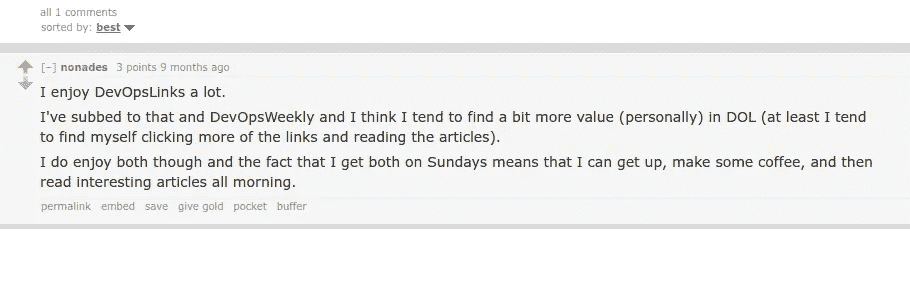 all 1 comments
sorted by: best
[–] nonades 3 points 9 months ago
I enjoy DevOpsLinks a lot.
I've subbed to that and DevOpsWeekly and I think I tend to find a bit more value (personally) in DOL (at least I tend
to find myself clicking more of the links and reading the articles).
I do enjoy both though and the fact that I get both on Sundays means that I can get up, make some coffee, and then
read interesting articles all morning.
permalink embed save give gold pocket buffer